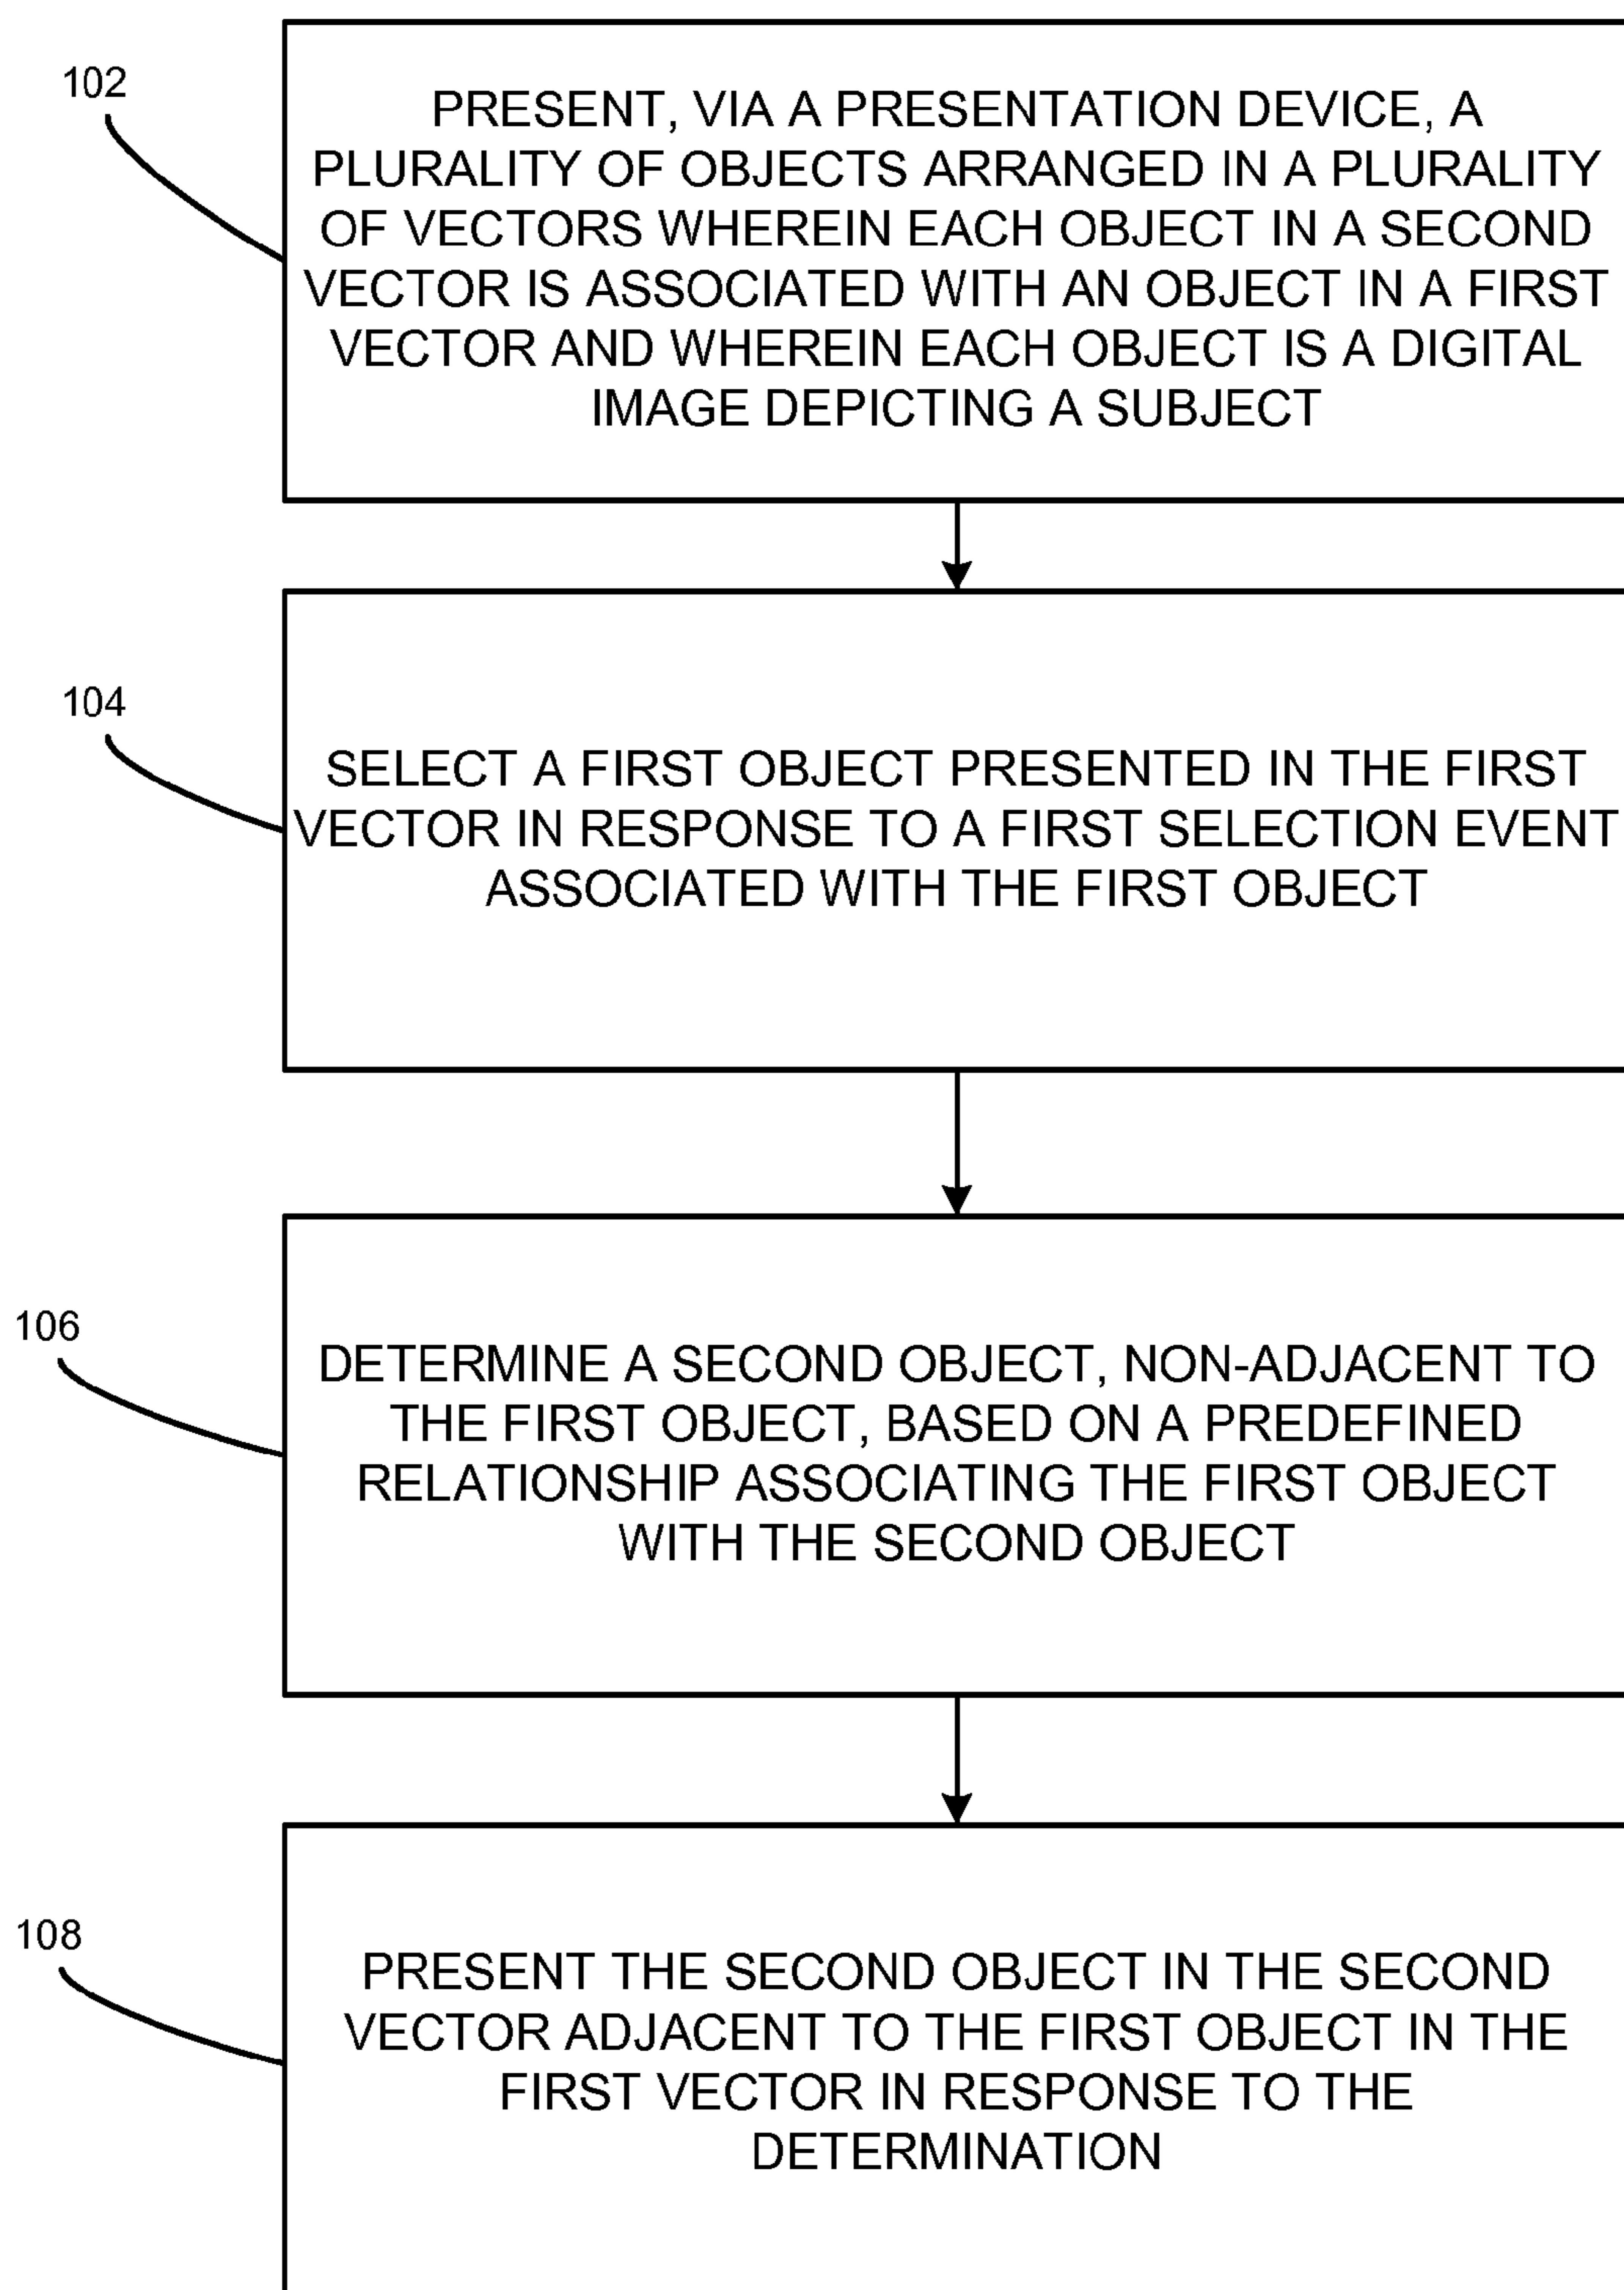 102
PRESENT, VIA A PRESENTATION DEVICE, A
PLURALITY OF OBJECTS ARRANGED IN A PLURALITY
OF VECTORS WHEREIN EACH OBJECT IN A SECOND
VECTOR IS ASSOCIATED WITH AN OBJECT IN A FIRST
VECTOR AND WHEREIN EACH OBJECT IS A DIGITAL
IMAGE DEPICTING A SUBJECT
104
SELECT A FIRST OBJECT PRESENTED IN THE FIRST
VECTOR IN RESPONSE TO A FIRST SELECTION EVENT
ASSOCIATED WITH THE FIRST OBJECT
106
DETERMINE A SECOND OBJECT, NON-ADJACENT TO
THE FIRST OBJECT, BASED ON A PREDEFINED
RELATIONSHIP ASSOCIATING THE FIRST OBJECT
WITH THE SECOND OBJECT
108
PRESENT THE SECOND OBJECT IN THE SECOND
VECTOR ADJACENT TO THE FIRST OBJECT IN THE
FIRST VECTOR IN RESPONSE TO THE
DETERMINATION